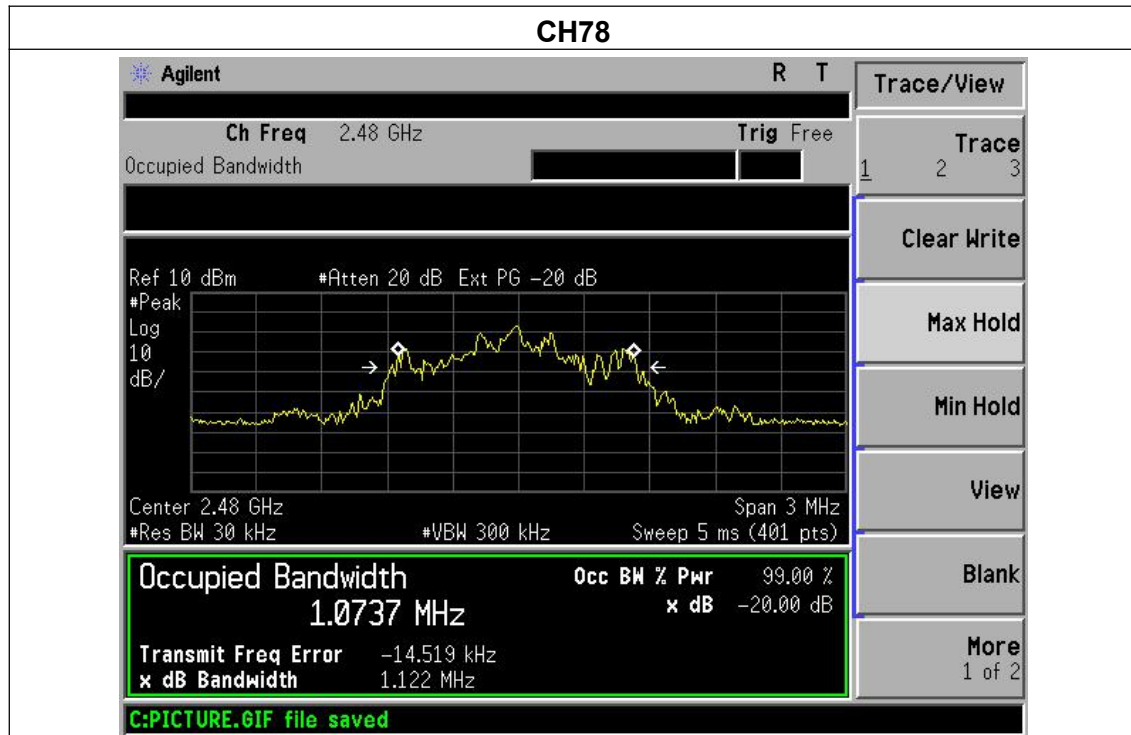 CH78
Agilent R T
Trace/View
Ch Freq 2.48 GHz Trig Free
Occupied Bandwidth
Trace
1 2 3
Clear Write
Ref 10 dBm #Atten 20 dB Ext PG -20 dB
#Peak
Log
10
dB/
Max Hold
Min Hold
View
Center 2.48 GHz Span 3 MHz
#Res BW 30 kHz #VBW 300 kHz Sweep 5 ms (401 pts)
Occupied Bandwidth Occ BW % Pwr 99.00 %
1.0737 MHz x dB -20.00 dB
Blank
Transmit Freq Error -14.519 kHz
x dB Bandwidth 1.122 MHz
More
1 of 2
C:PICTURE.GIF file saved